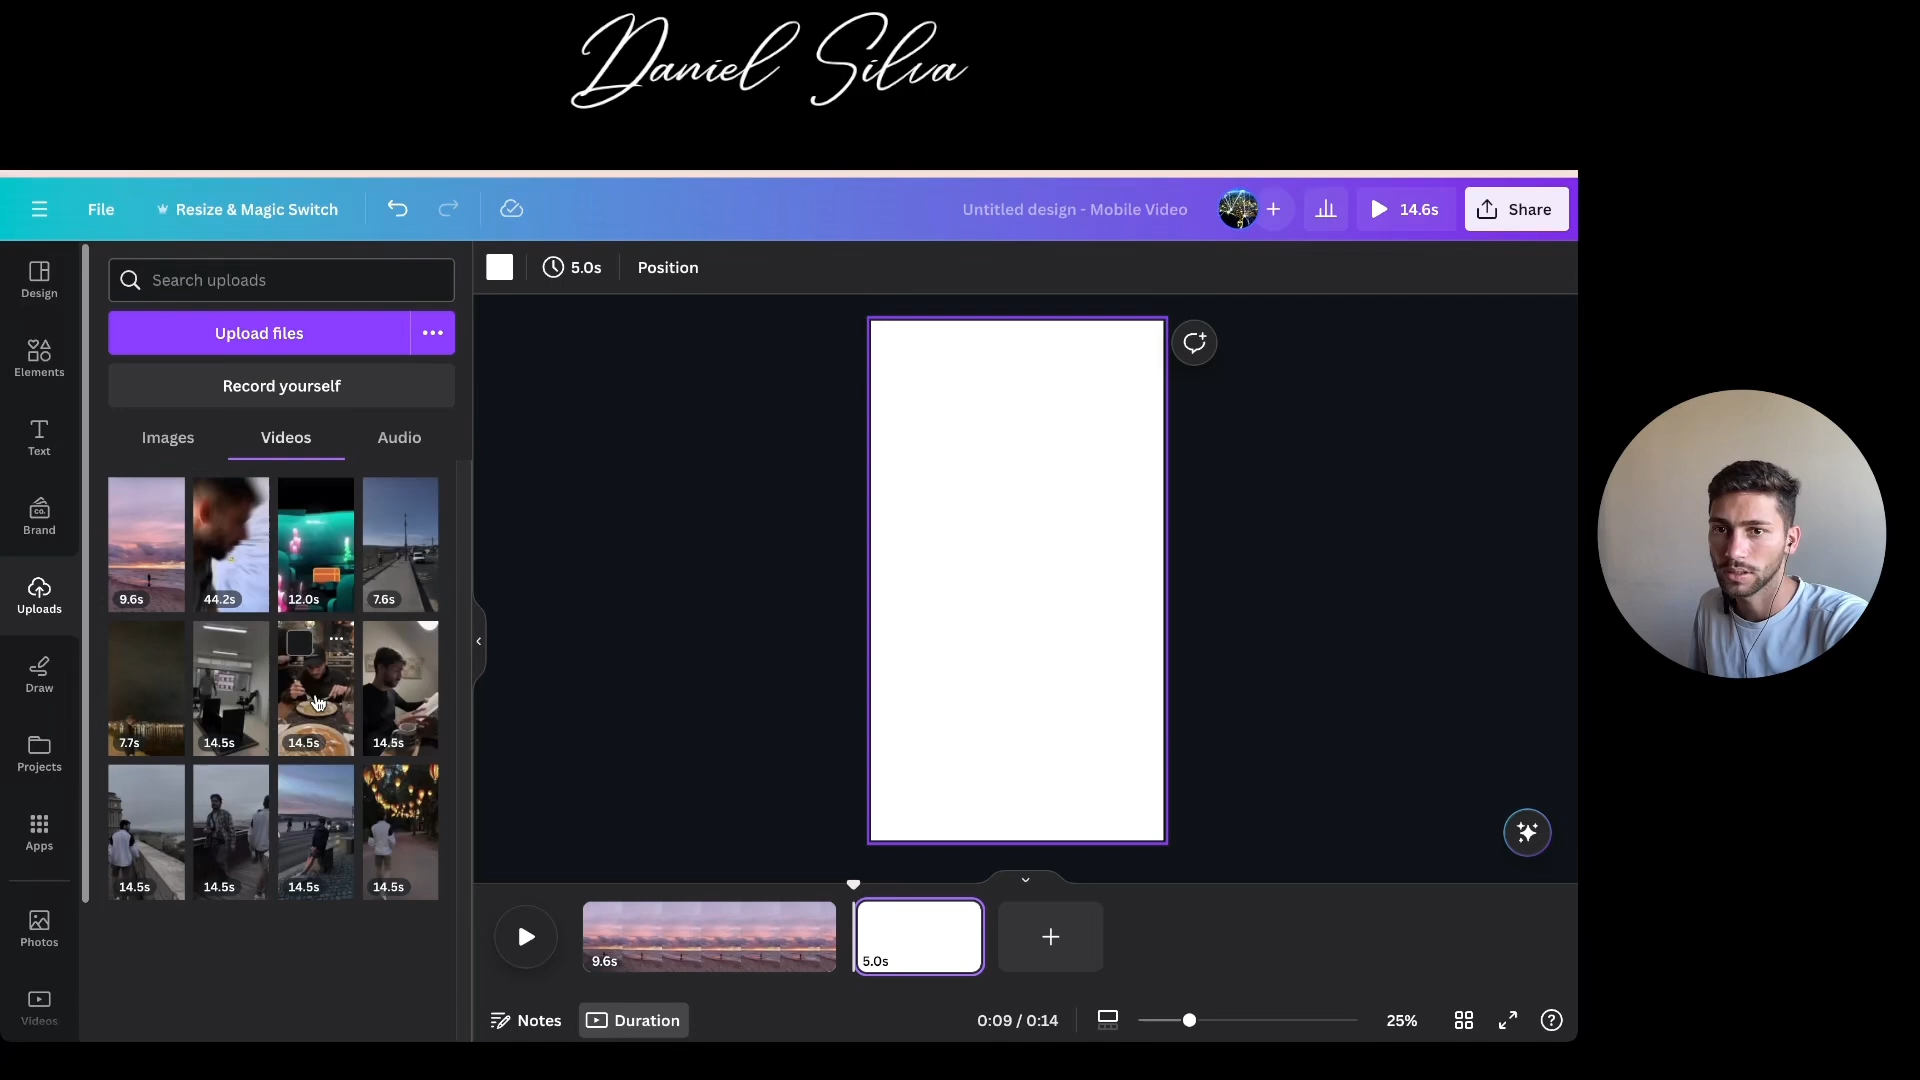 Daniel Silva
File
Resize & Magic Switch
Untitled design - Mobile Video
+
14.6s
Share
Design
Elements
Text
CO.
Brand
Uploads
Draw
Projects
Apps
Photos
Videos
Search uploads
Upload files
Record yourself
Images
Videos
Audio
9.6s
44.2s
12.0s
7.6s
7.7s
14.5s
14.5s
14.5s
14.5s
14.5s
14.5s
14.5s
5.0s
Position
9.6s
5.0s
+
Notes
Duration
0:09 / 0:14
25%
?